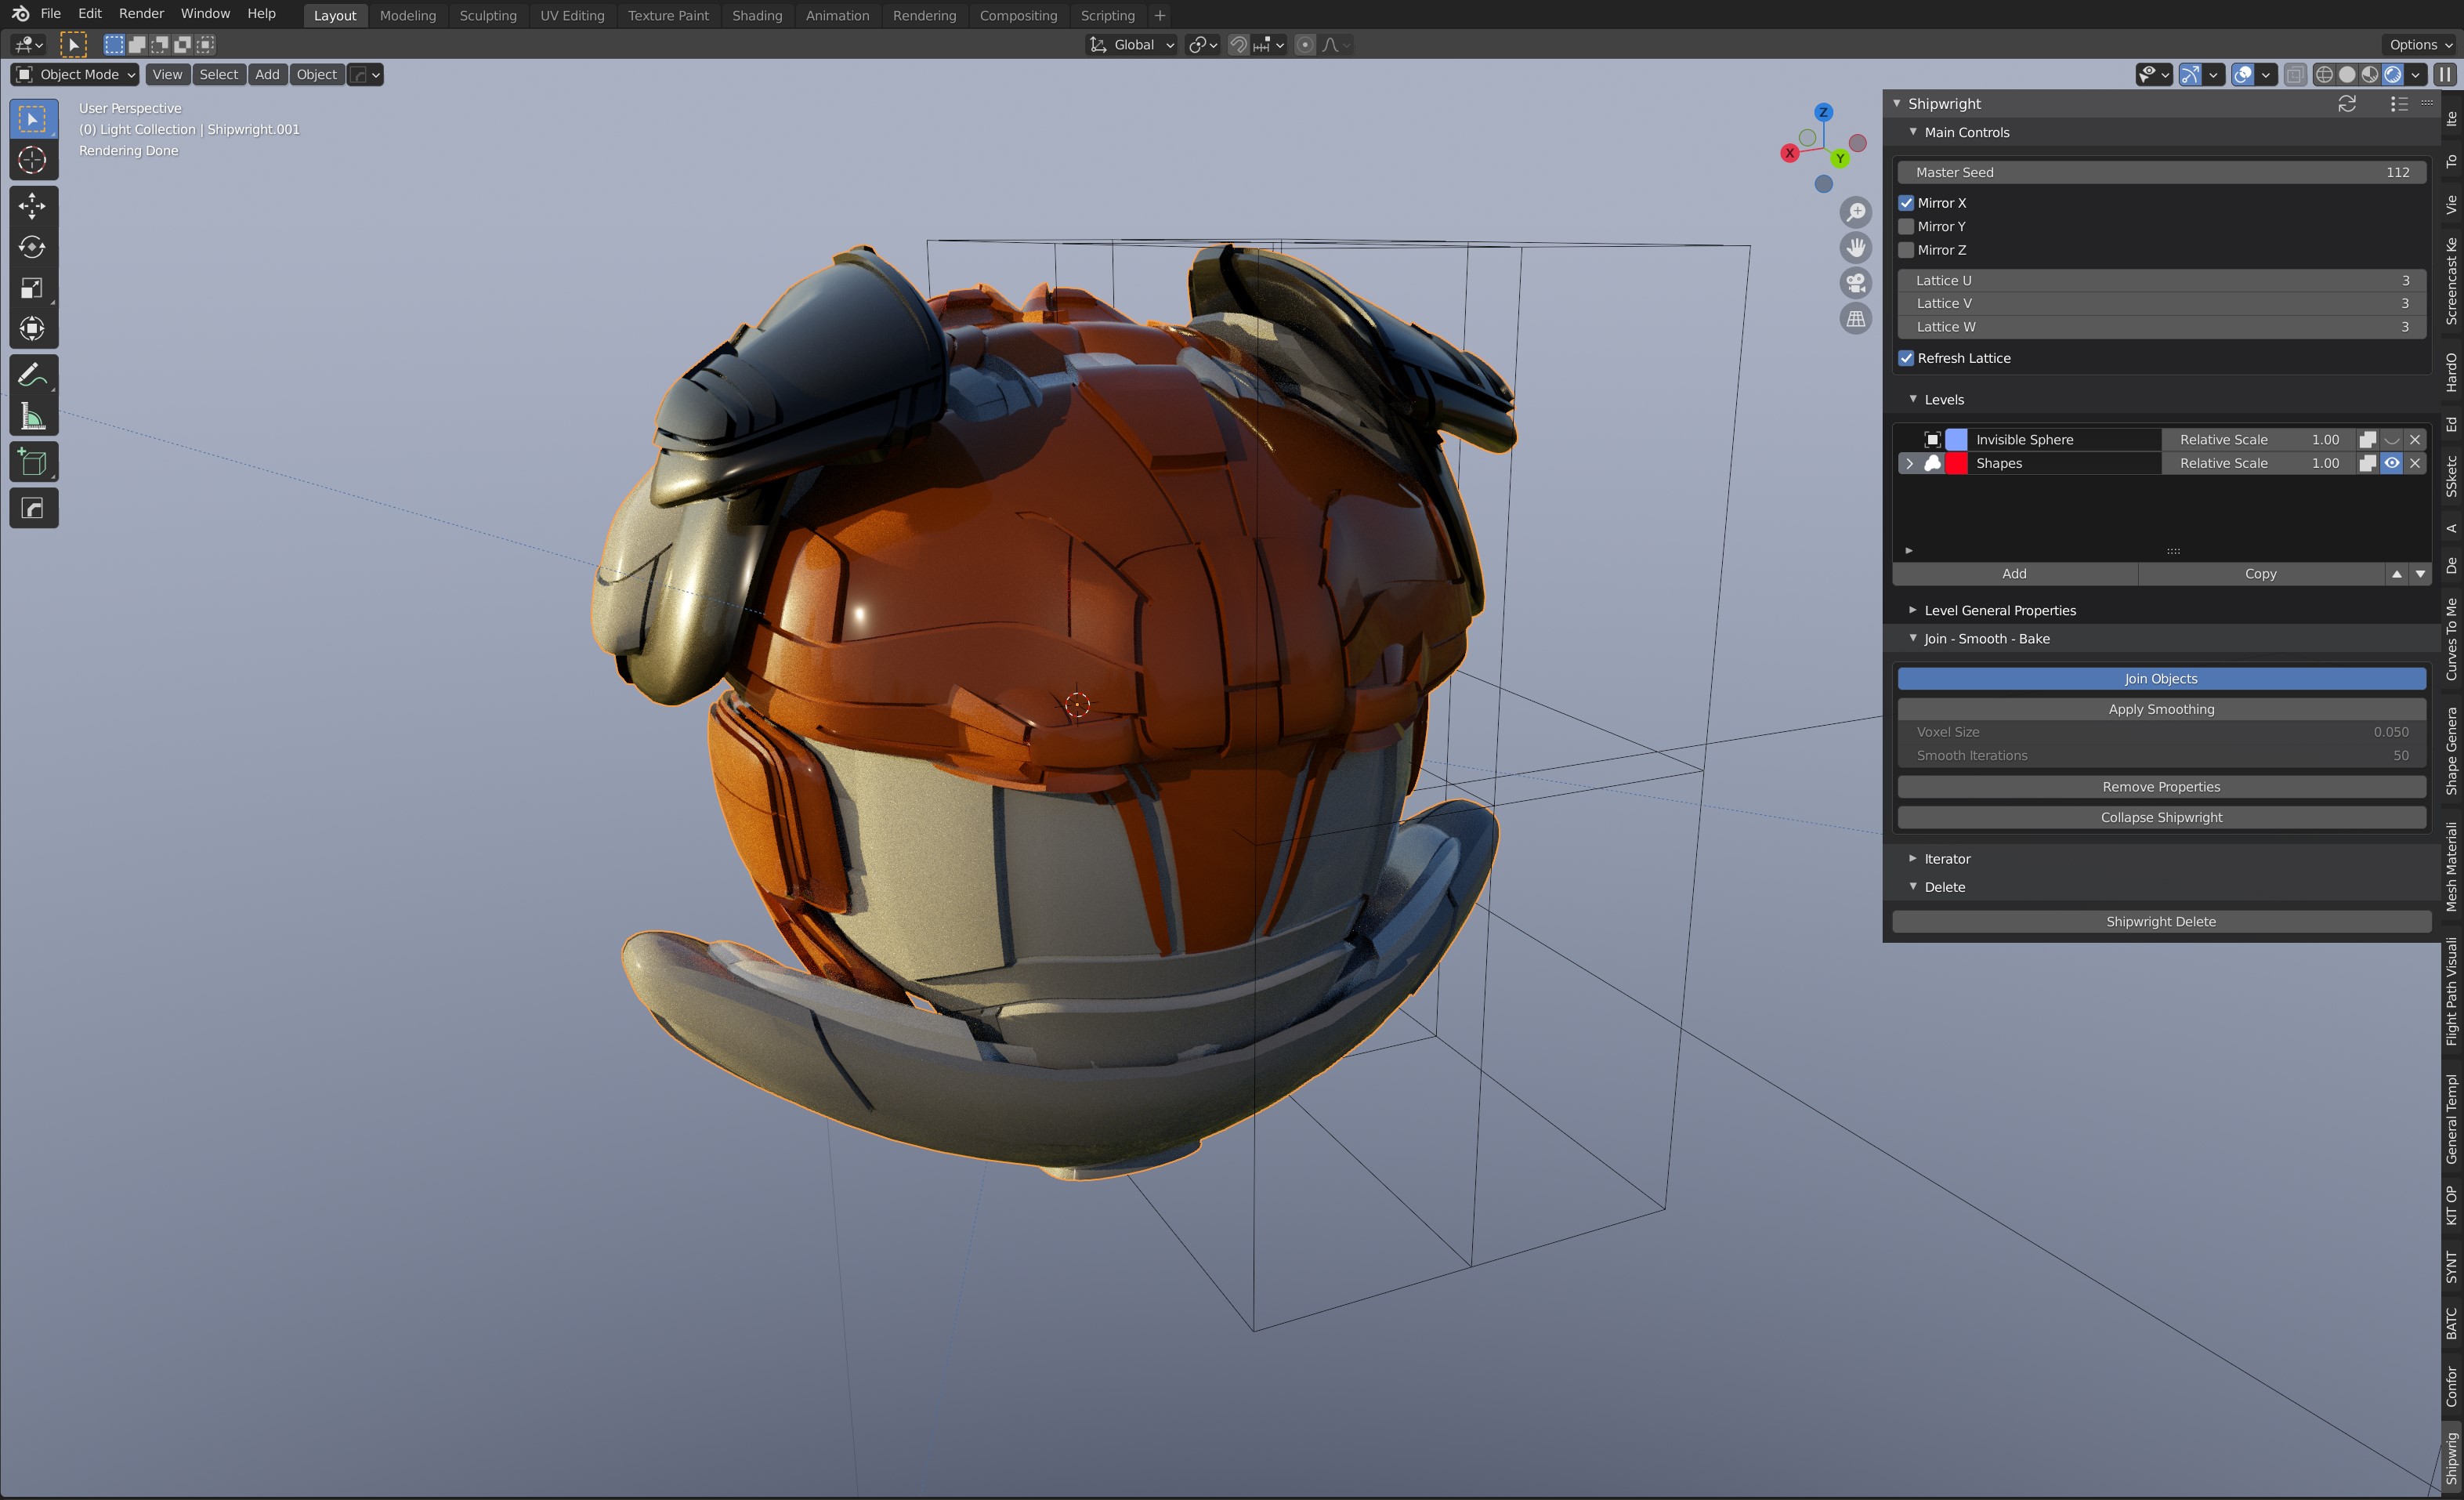 File Edit Render Window Help Layout Modeling Sculpting UV Editing Texture Paint Shading Animation Rendering Compositing Scripting +
Global Options
Object Mode View Select Add Object
User Perspective
(0) Light Collection | Shipwright.001
Rendering Done
Z
X
Y
Shipwright
Main Controls
Master Seed 112
Mirror X
Mirror Y
Mirror Z
Lattice U 3
Lattice V 3
Lattice W 3
Refresh Lattice
Levels
Invisible Sphere Relative Scale 1.00
Shapes Relative Scale 1.00
Add Copy
Level General Properties
Join - Smooth - Bake
Join Objects
Apply Smoothing
Voxel Size 0.050
Smooth Iterations 50
Remove Properties
Collapse Shipwright
Iterator
Delete
Shipwright Delete
Ite
To
Vie
Screencast Ke
HardO
Ed
SSketc
A
De
Curves To Me
Shape Genera
Mesh Materiali
Flight Path Visuali
General Templ
KIT OP
SYNT
BATC
Confor
Shipwrig